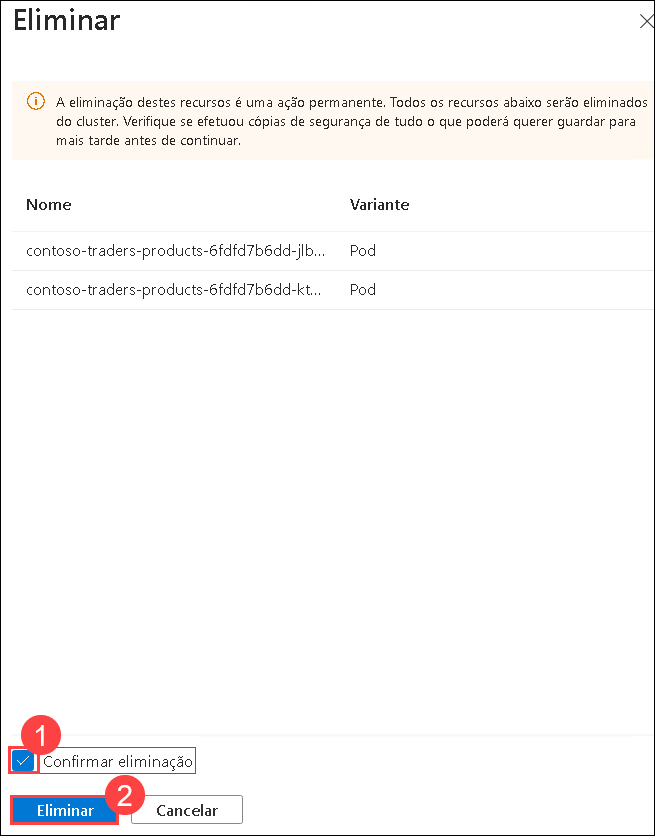 Eliminar
A eliminação destes recursos é uma ação permanente. Todos os recursos abaixo serão eliminados
do cluster. Verifique se efetuou cópias de segurança de tudo o que poderá querer guardar para
mais tarde antes de continuar.
Nome Variante
contoso-traders-products-6fdfd7b6dd-jlb... Pod
contoso-traders-products-6fdfd7b6dd-kt... Pod
1
Confirmar eliminação
2
Eliminar Cancelar